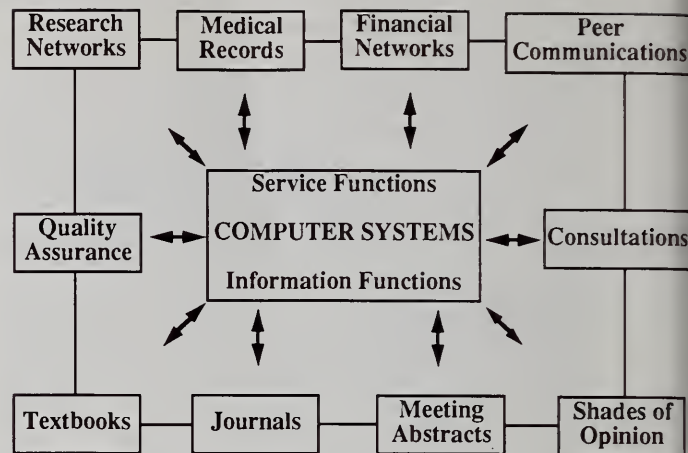 Research
Networks
Medical
Records
Financial
Networks
Peer
Communications
Service Functions
COMPUTER SYSTEMS
Information Functions
Quality
Assurance
Consultations
Textbooks
Journals
Meeting
Abstracts
Shades of
Opinion